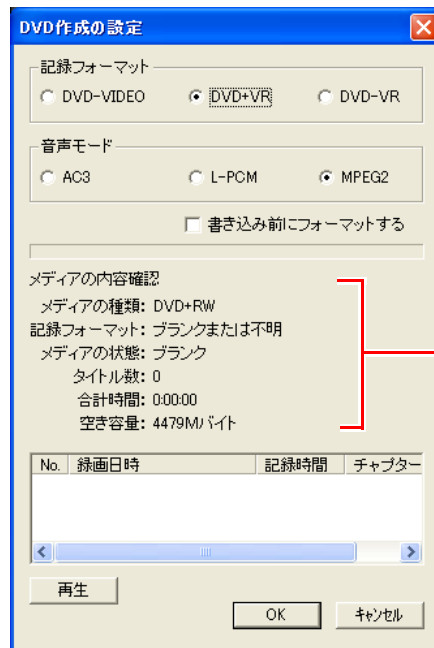 DVD作成の設定
記録フォーマット
DVD-VIDEO DVD+VR DVD-VR
音声モード
AC3 L-PCM MPEG2
書き込み前にフォーマットする
メディアの内容確認
メディアの種類: DVD+RW
記録フォーマット: ブランクまたは不明
メディアの状態: ブランク
タイトル数: 0
合計時間: 0:00:00
空き容量: 4479Mバイト
No. 録画日時 記録時間 チャプター
再生
OK キャンセル